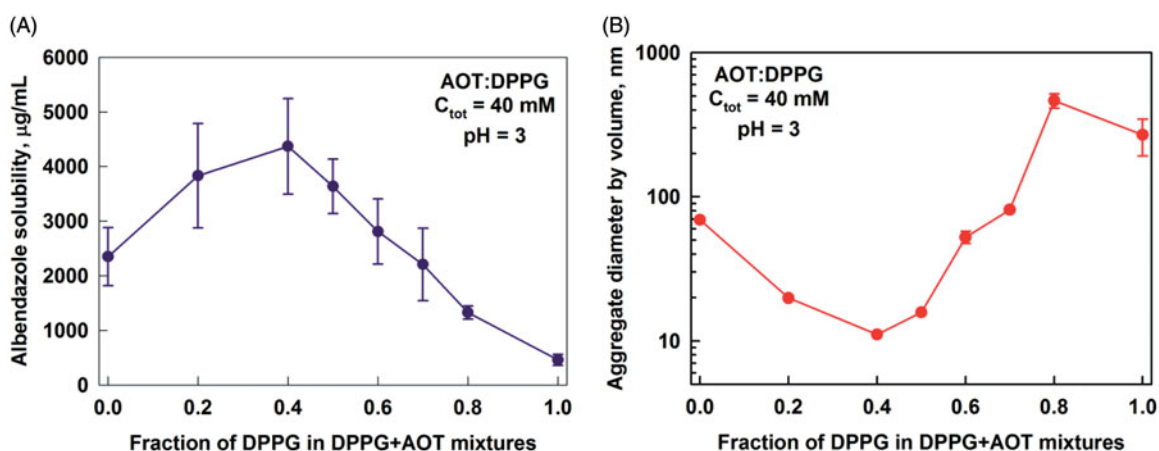 (A)
6000
5000
4000
3000
2000
1000
0
Albendazole solubility, µg/mL
AOT:DPPG
Ctot = 40 mM
pH = 3
0.0 0.2 0.4 0.6 0.8 1.0
Fraction of DPPG in DPPG+AOT mixtures
(B)
1000
100
10
Aggregate diameter by volume, nm
AOT:DPPG
Ctot = 40 mM
pH = 3
0.0 0.2 0.4 0.6 0.8 1.0
Fraction of DPPG in DPPG+AOT mixtures